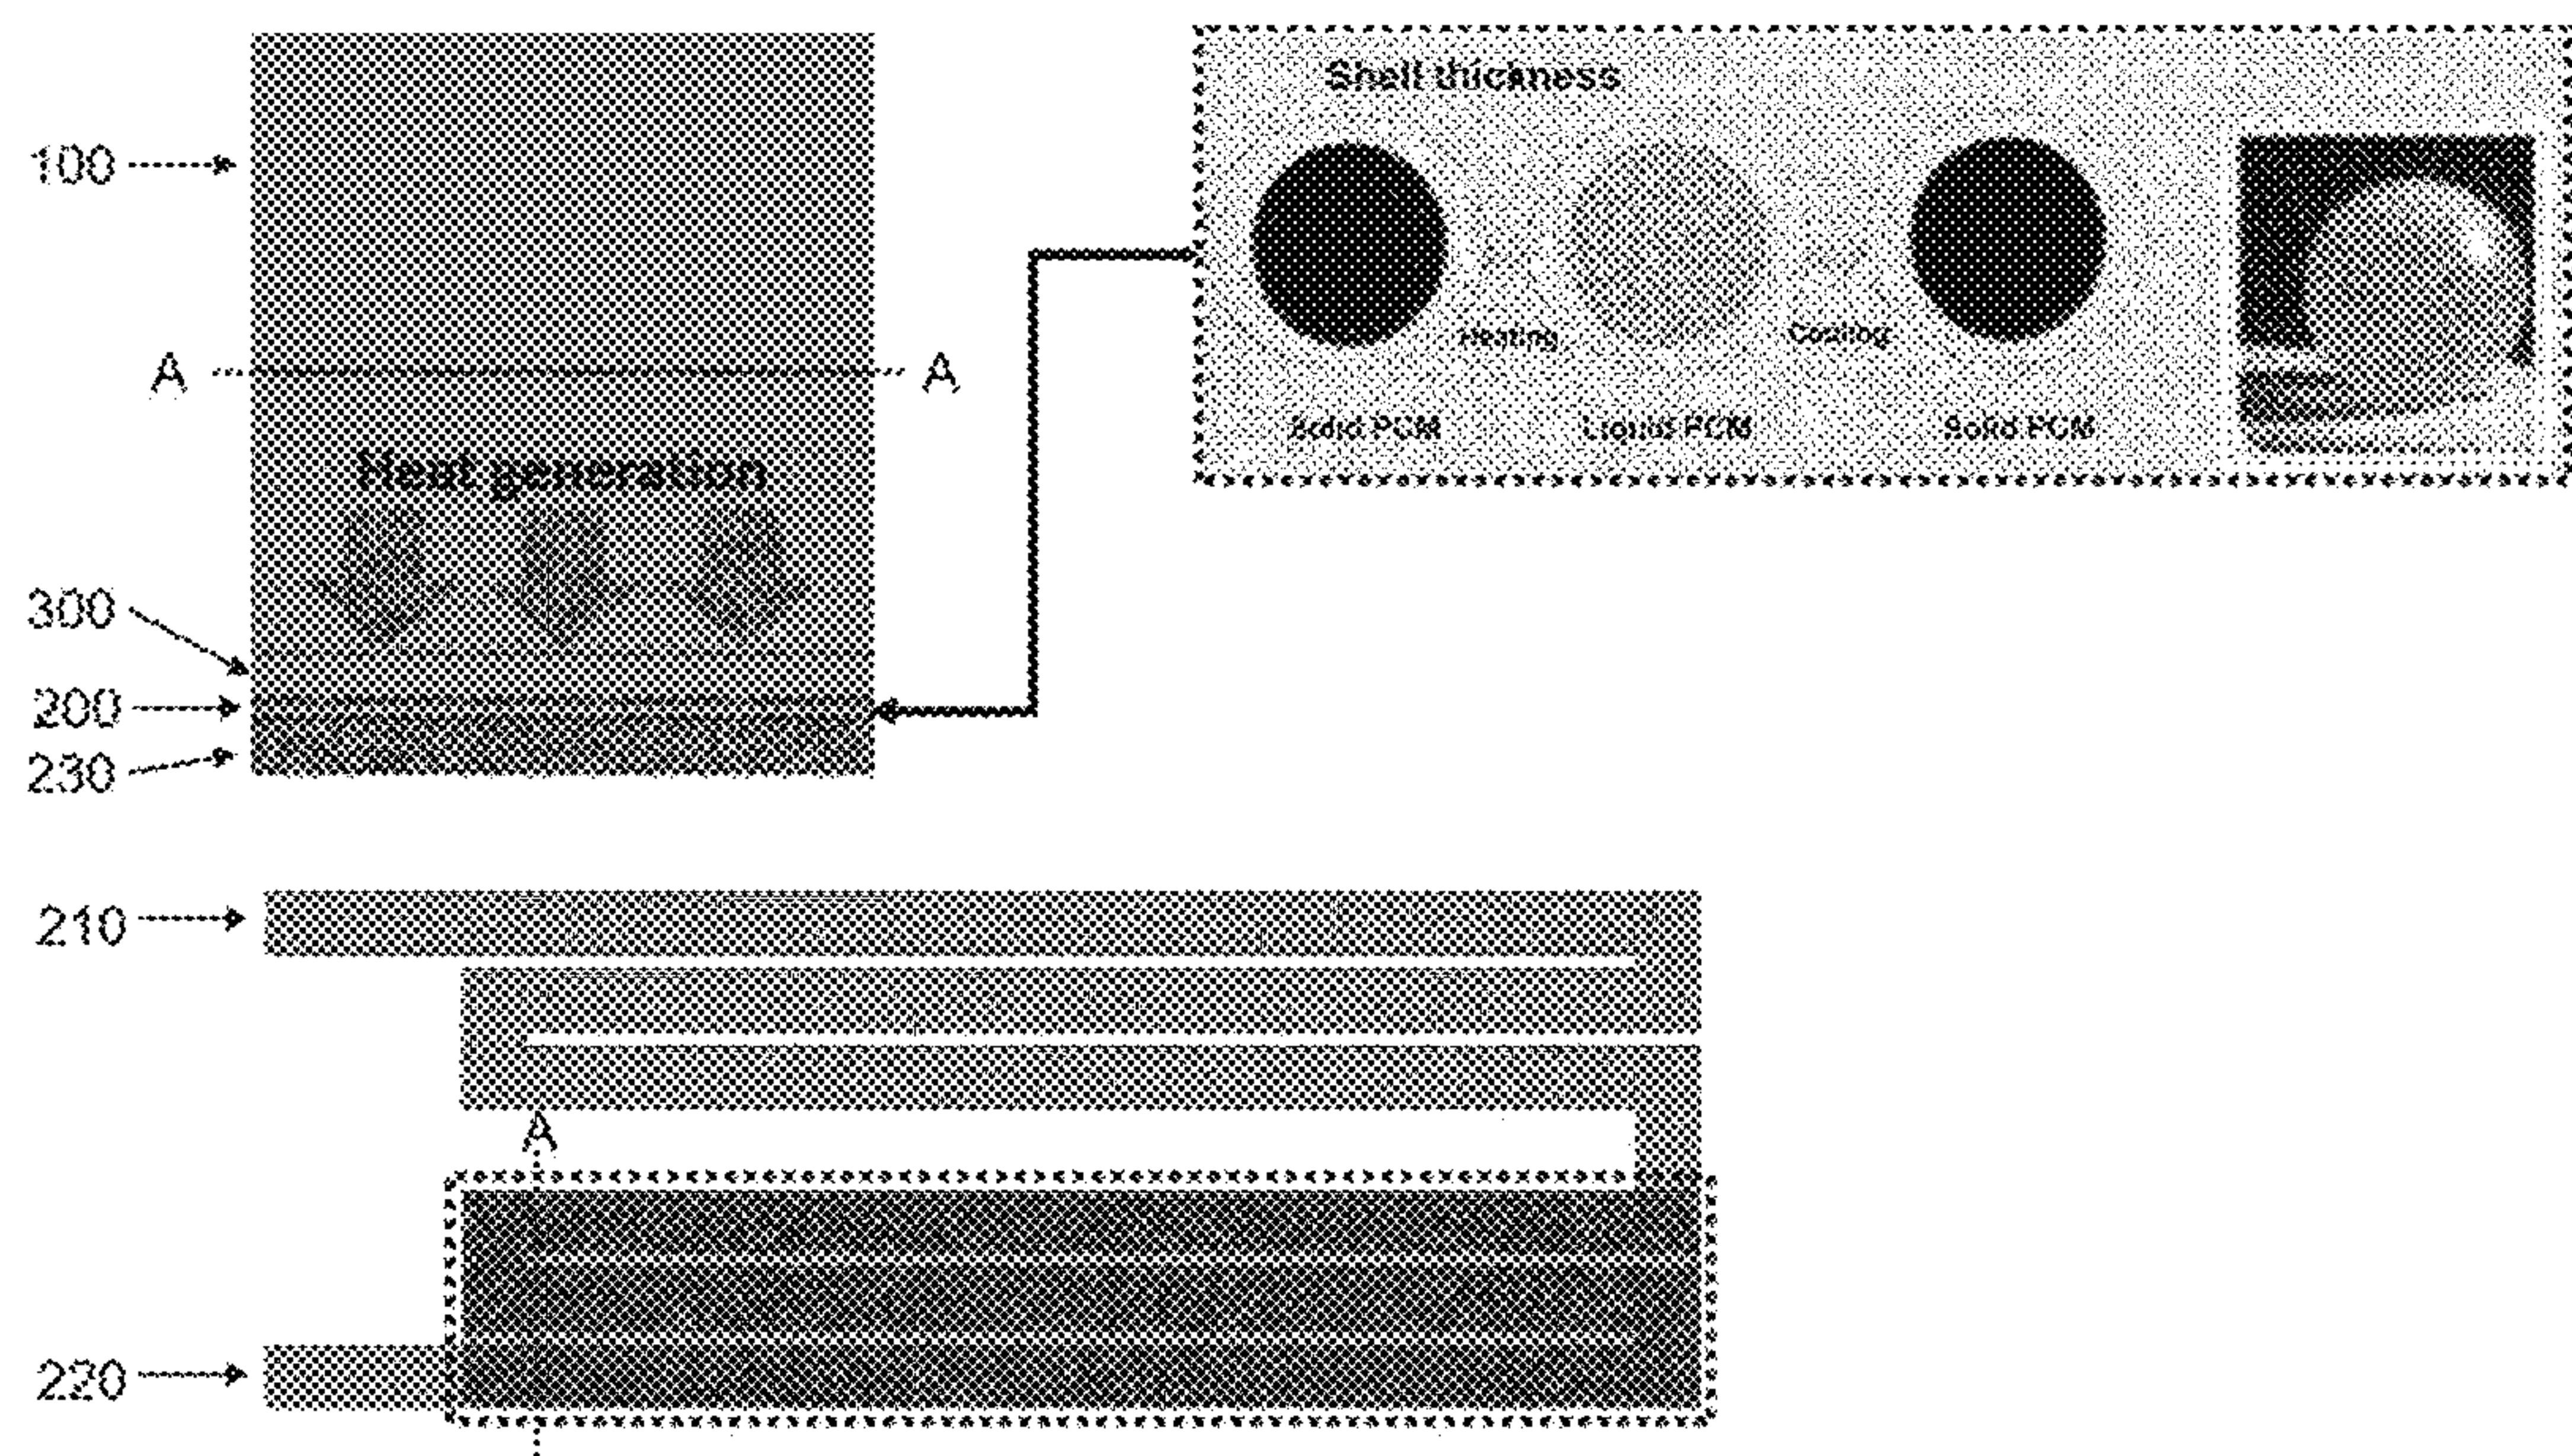 Shell thickness
100
Heating
Cooling
A
A
Solid PCM
Liquid PCM
Solid PCM
Heat generation
300
200
230
210
A
220